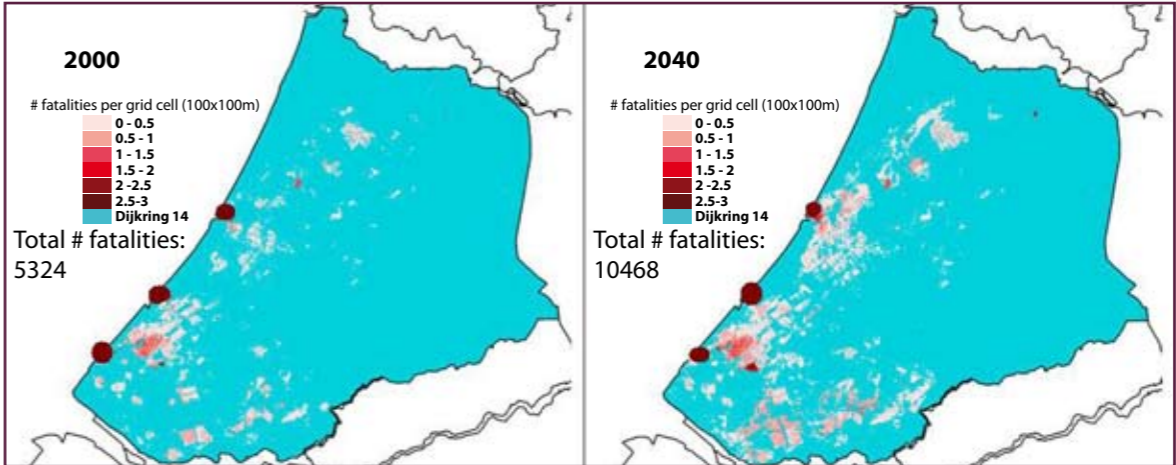 2000
# fatalities per grid cell (100x100m)
0 - 0.5
0.5 - 1
1 - 1.5
1.5 - 2
2 -2.5
2.5-3
Dijkring 14
Total # fatalities:
5324
2040
# fatalities per grid cell (100x100m)
0 - 0.5
0.5 - 1
1 - 1.5
1.5 - 2
2 -2.5
2.5-3
Dijkring 14
Total # fatalities:
10468